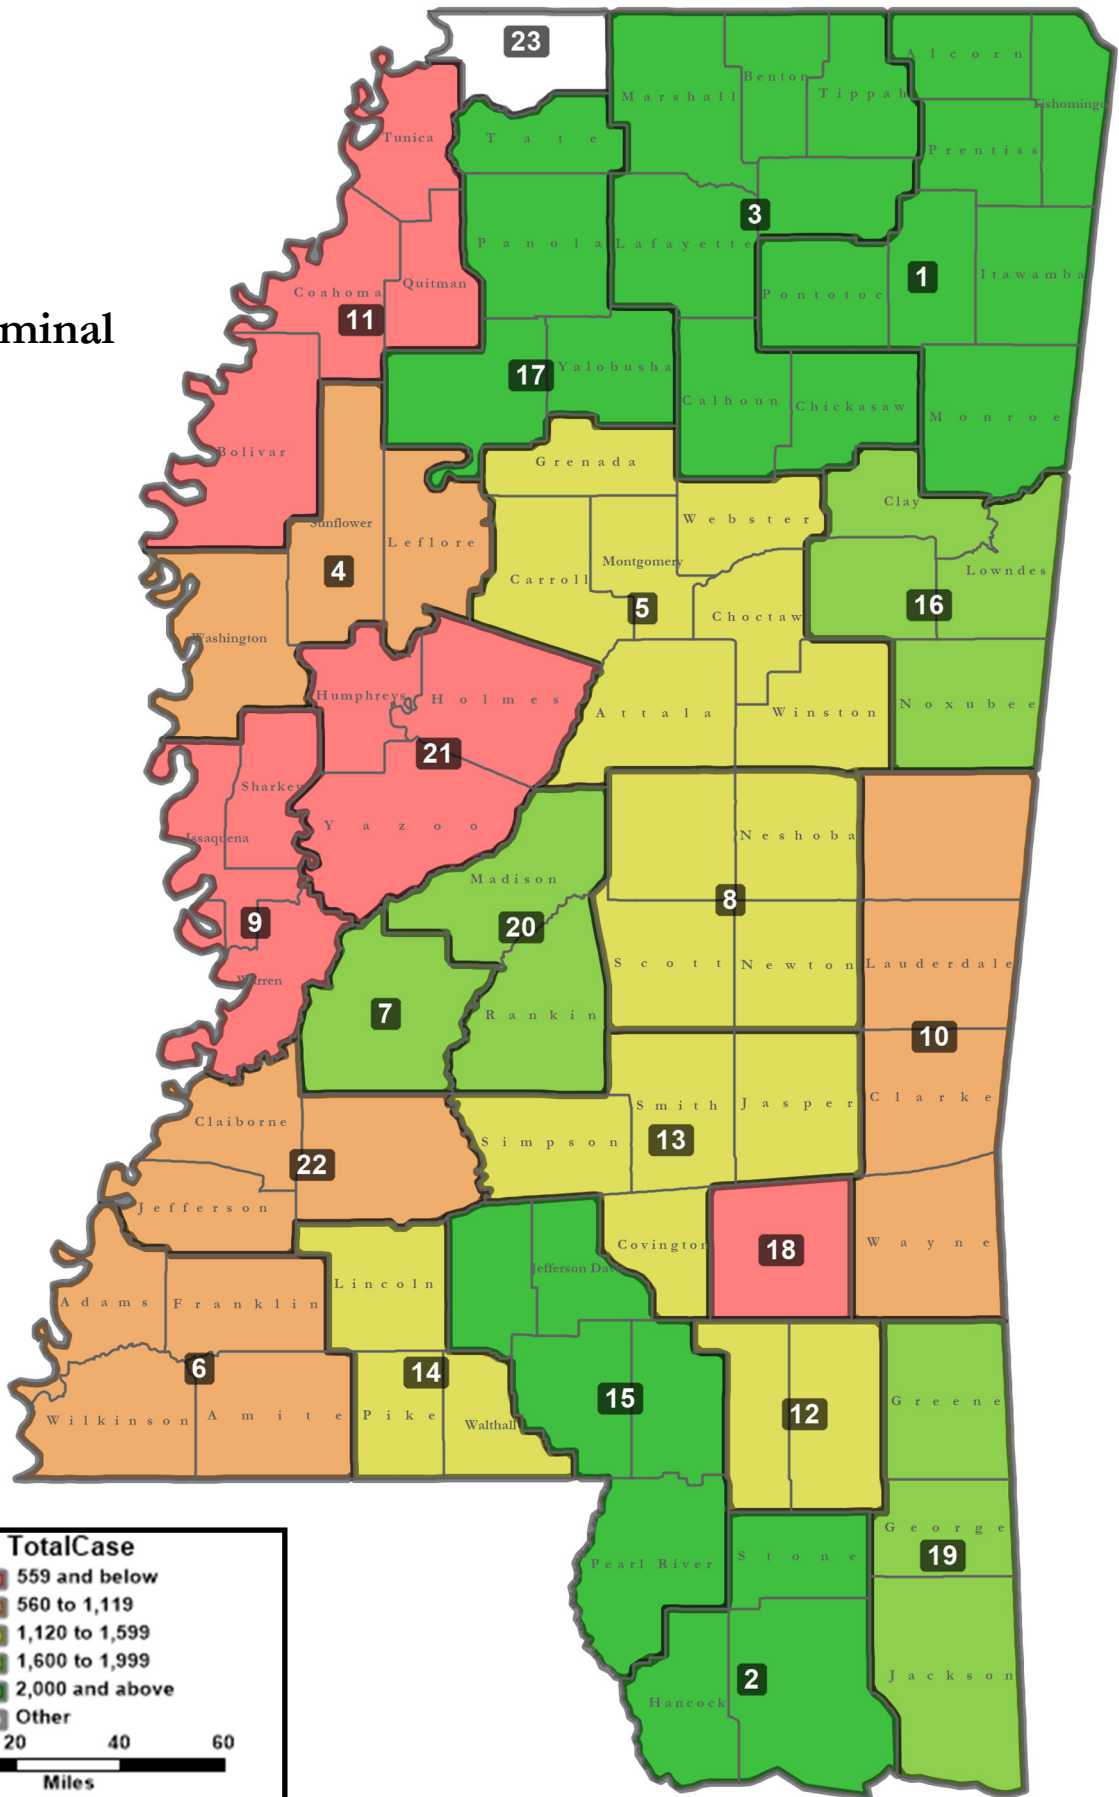 23
Alcorn
Benton
Marshall
Tippah
Tishomingo
Tunica
Tate
Prentiss
3
Panola
Lafayette
Itawamba
1
Quitman
Coahoma
Pontotoc
11
minal
17
Yalobusha
Calhoun
Chickasaw
Monroe
Bolivar
Grenada
Clay
Sunflower
Webster
Leflore
Montgomery
4
Carroll
Lowndes
5
16
Choctaw
Washington
Humphreys
Holmes
Attala
Winston
Noxubee
21
Sharkey
Yazoo
Issaquena
Neshoba
Madison
8
9
20
Scott
Newton
Lauderdale
Warren
7
Rankin
10
Clarke
Smith
Jasper
Claiborne
Simpson
13
22
Jefferson
Covington
18
Wayne
Jefferson Dav
Lincoln
Adams
Franklin
6
14
15
12
Greene
Wilkinson
Amite
Pike
Walthall
George
19
Pearl River
Stone
TotalCase
559 and below
560 to 1,119
1,120 to 1,599
1,600 to 1,999
2,000 and above
Other
20 40 60
Miles
2
Jackson
Hancock